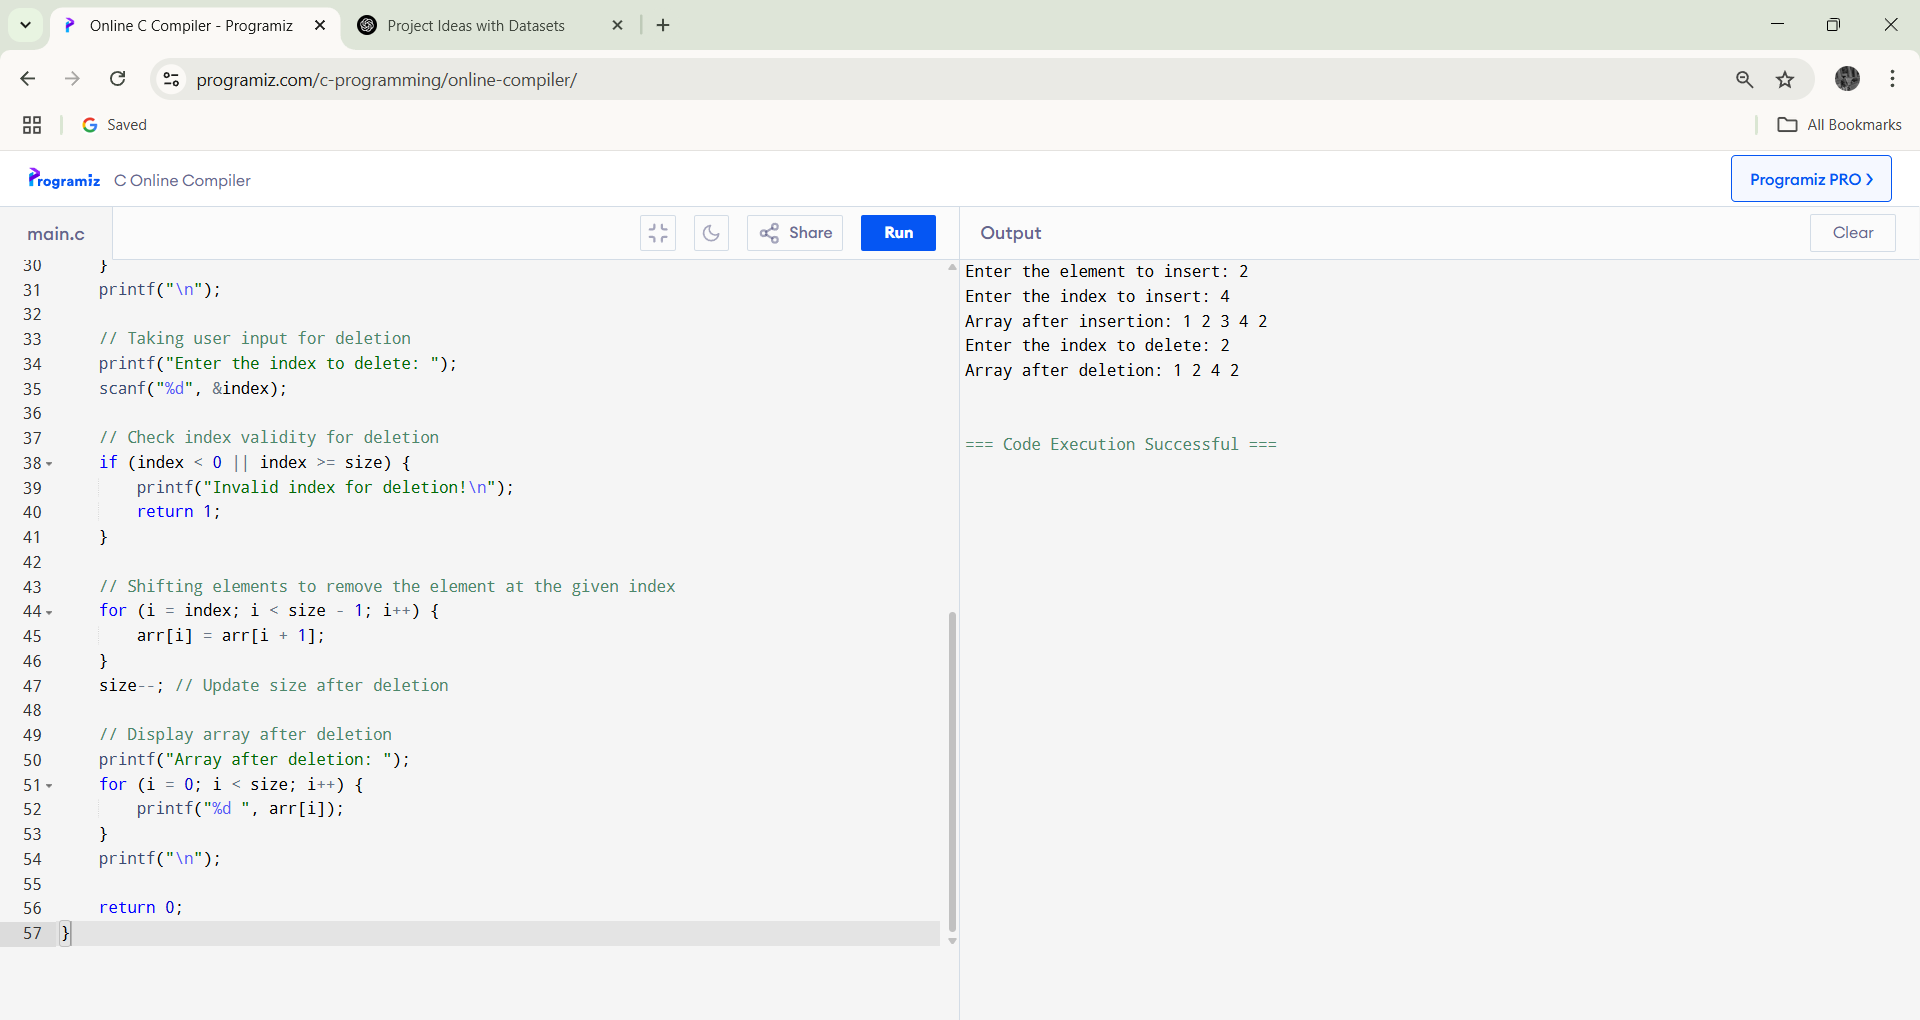 Online C Compiler - Programiz
Project Ideas with Datasets
programiz.com/c-programming/online-compiler/
Saved
All Bookmarks
Programiz C Online Compiler
Programiz PRO
main.c
Share
Run
30 }
31 printf("\n");
32
33 // Taking user input for deletion
34 printf("Enter the index to delete: ");
35 scanf("%d", &index);
36
37 // Check index validity for deletion
38 if (index < 0 || index >= size) {
39 printf("Invalid index for deletion!\n");
40 return 1;
41 }
42
43 // Shifting elements to remove the element at the given index
44 for (i = index; i < size - 1; i++) {
45 arr[i] = arr[i + 1];
46 }
47 size--; // Update size after deletion
48
49 // Display array after deletion
50 printf("Array after deletion: ");
51 for (i = 0; i < size; i++) {
52 printf("%d ", arr[i]);
53 }
54 printf("\n");
55
56 return 0;
57 }
Output
Clear
Enter the element to insert: 2
Enter the index to insert: 4
Array after insertion: 1 2 3 4 2
Enter the index to delete: 2
Array after deletion: 1 2 4 2
=== Code Execution Successful ===